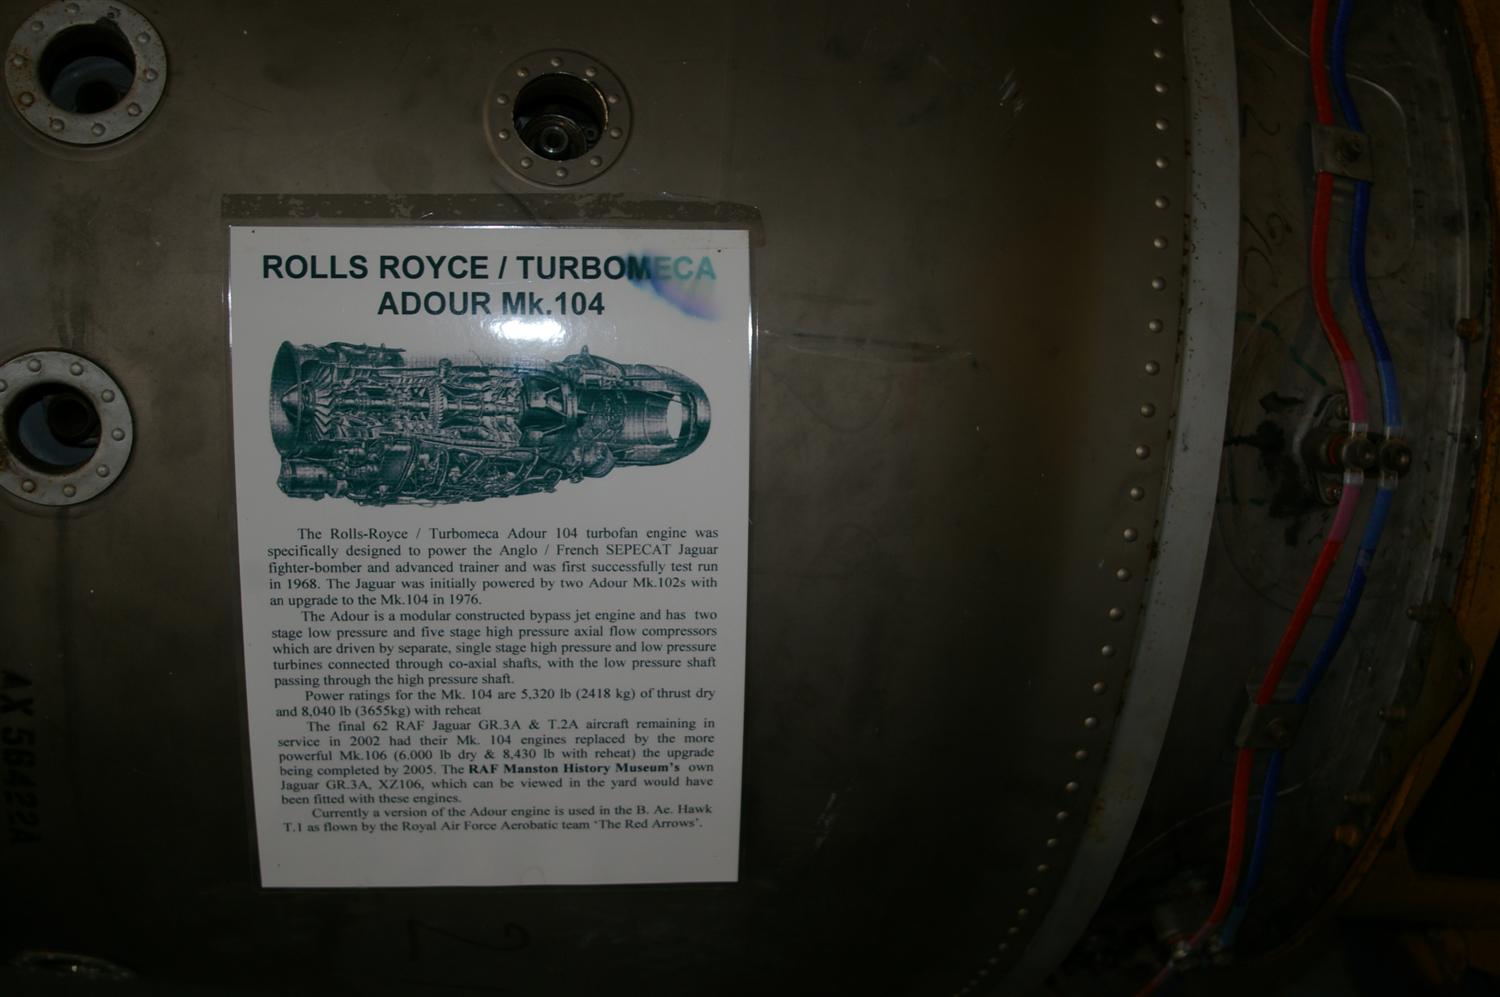 ROLLS ROYCE / TURBOMECA
ADOUR Mk.104
The Rolls-Royce / Turbomeca Adour 104 turbofan engine was
specifically designed to power the Anglo / French SEPECAT Jaguar
fighter-bomber and advanced trainer and was first successfully test run
in 1968. The Jaguar was initially powered by two Adour Mk.102s with
an upgrade to the Mk.104 in 1976.
The Adour is a modular constructed bypass jet engine and has two
stage low pressure and five stage high pressure axial flow compressors
which are driven by separate, single stage high pressure and low pressure
turbines connected through co-axial shafts, with the low pressure shaft
passing through the high pressure shaft.
Power ratings for the Mk. 104 are 5,320 lb (2418 kg) of thrust dry
and 8,040 lb (3655kg) with reheat
The final 62 RAF Jaguar GR.3A & T.2A aircraft remaining in
service in 2002 had their Mk. 104 engines replaced by the more
powerful Mk.106 (6.000 lb dry & 8,430 lb with reheat) the upgrade
being completed by 2005. The RAF Manston History Museum's own
Jaguar GR.3A, XZ106, which can be viewed in the yard would have
been fitted with these engines.
Currently a version of the Adour engine is used in the B. Ae. Hawk
T.1 as flown by the Royal Air Force Aerobatic team 'The Red Arrows'.
AX 56422A